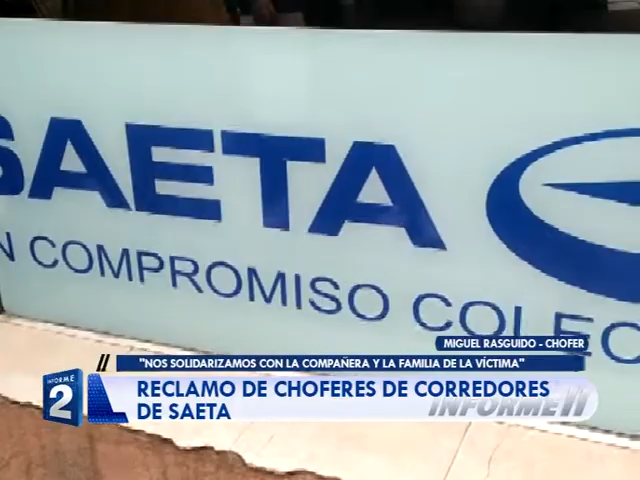 SAETA
N COMPROMISO COLEC
MIGUEL RASGUIDO - CHOFER
"NOS SOLIDARIZAMOS CON LA COMPAÑERA Y LA FAMILIA DE LA VÍCTIMA"
INFORME
2
RECLAMO DE CHOFERES DE CORREDORES
DE SAETA
INFORME